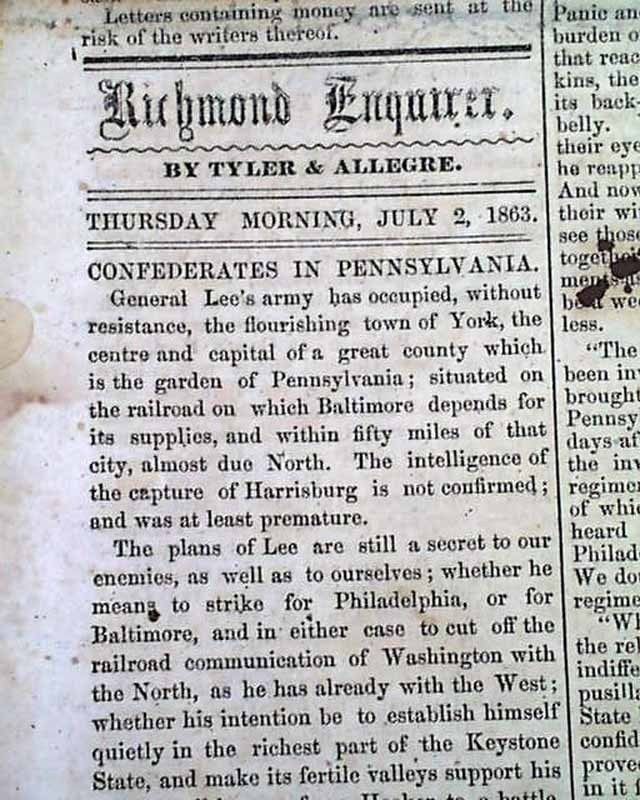 Letters containing money are sent at the
risk of the writers thereof.
Richmond Enquirer.
BY TYLER & ALLEGRE.
THURSDAY MORNING, JULY 2, 1863.
CONFEDERATES IN PENNSYLVANIA.
General Lee's army has occupied, without
resistance, the flourishing town of York, the
centre and capital of a great county which
is the garden of Pennsylvania; situated on
the railroad on which Baltimore depends for
its supplies, and within fifty miles of that
city, almost due North. The intelligence of
the capture of Harrisburg is not confirmed;
and was at least premature.
The plans of Lee are still a secret to our
enemies, as well as to ourselves; whether he
means to strike for Philadelphia, or for
Baltimore, and in either case to cut off the
railroad communication of Washington with
the North, as he has already with the West;
whether his intention be to establish himself
quietly in the richest part of the Keystone
State, and make its fertile valleys support his
Panic an
burden o
that reac
kins, the
its back
belly.
their eye
he reapp
And now
their wi
see those
less.
"The
been in
brought
Pennsy
days af
the inv
regimen
of whic
heard
Philad
We dou
regime
"Wh
the rel
indiffe
pusilla
State
confid
prove
in it